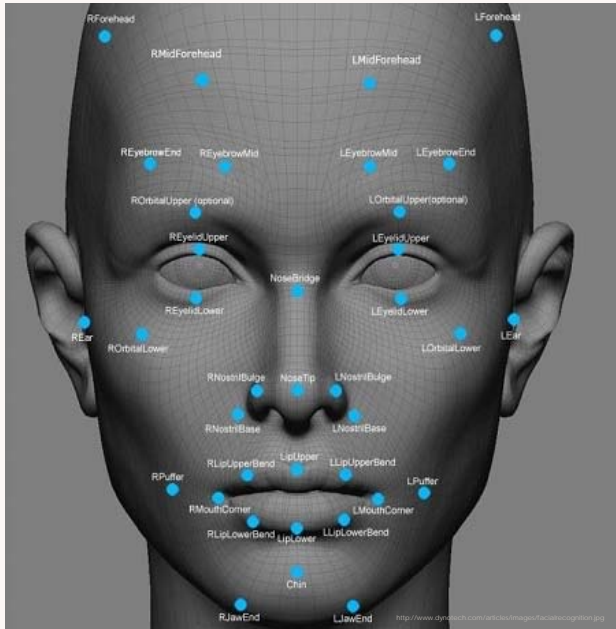 RForehead
LForehead
RMidForehead
LMidForehead
REyebrowEnd
REyebrowMid
LEyebrowMid
LEyebrowEnd
ROrbitalUpper (optional)
LOrbitalUpper(optional)
REyelidUpper
LEyelidUpper
NoseBridge
REyelidLower
LEyelidLower
REar
LEar
ROrbitalLower
LOrbitalLower
RNostrilBulge
NoseTip
LNostrilBulge
RNostrilBase
LNostrilBase
LipUpper
RLipUpperBend
LLipUpperBend
RPuffer
LPuffer
RMouthCorner
LMouthCorner
RLipLowerBend
LipLower
LLipLowerBend
Chin
RJawEnd
LJawEnd